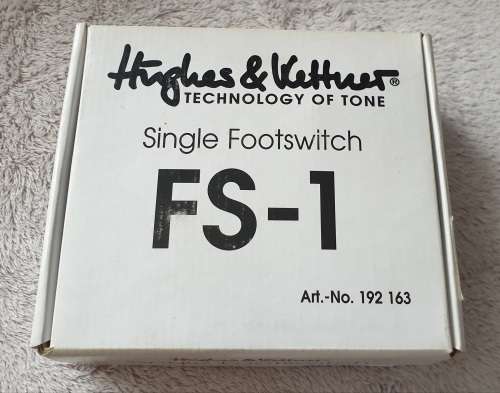 Hughes & Kettner®
TECHNOLOGY OF TONE
Single Footswitch
FS-1
Art.-No. 192 163